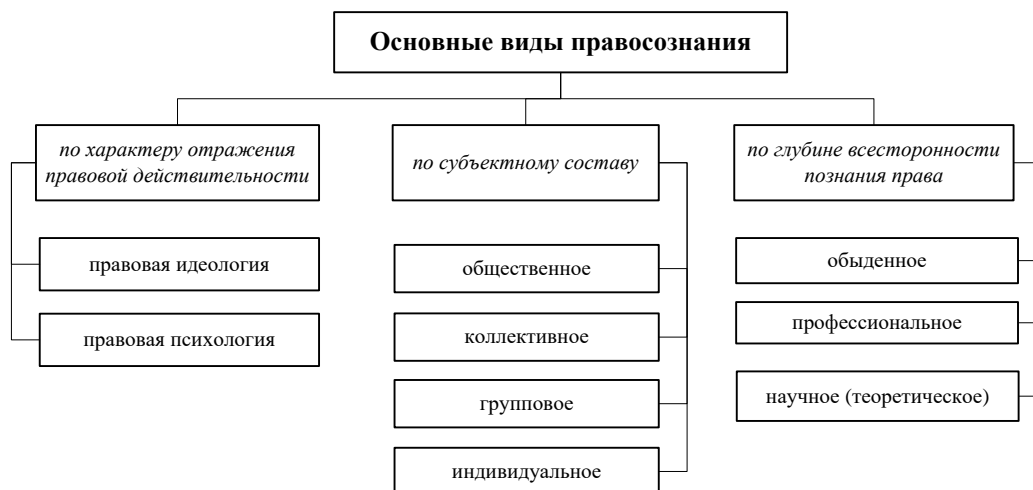 Основные виды правосознания
по характеру отражения
правовой действительности
правовая идеология
правовая психология
по субъектному составу
общественное
коллективное
групповое
индивидуальное
по глубине всесторонности
познания права
обыденное
профессиональное
научное (теоретическое)